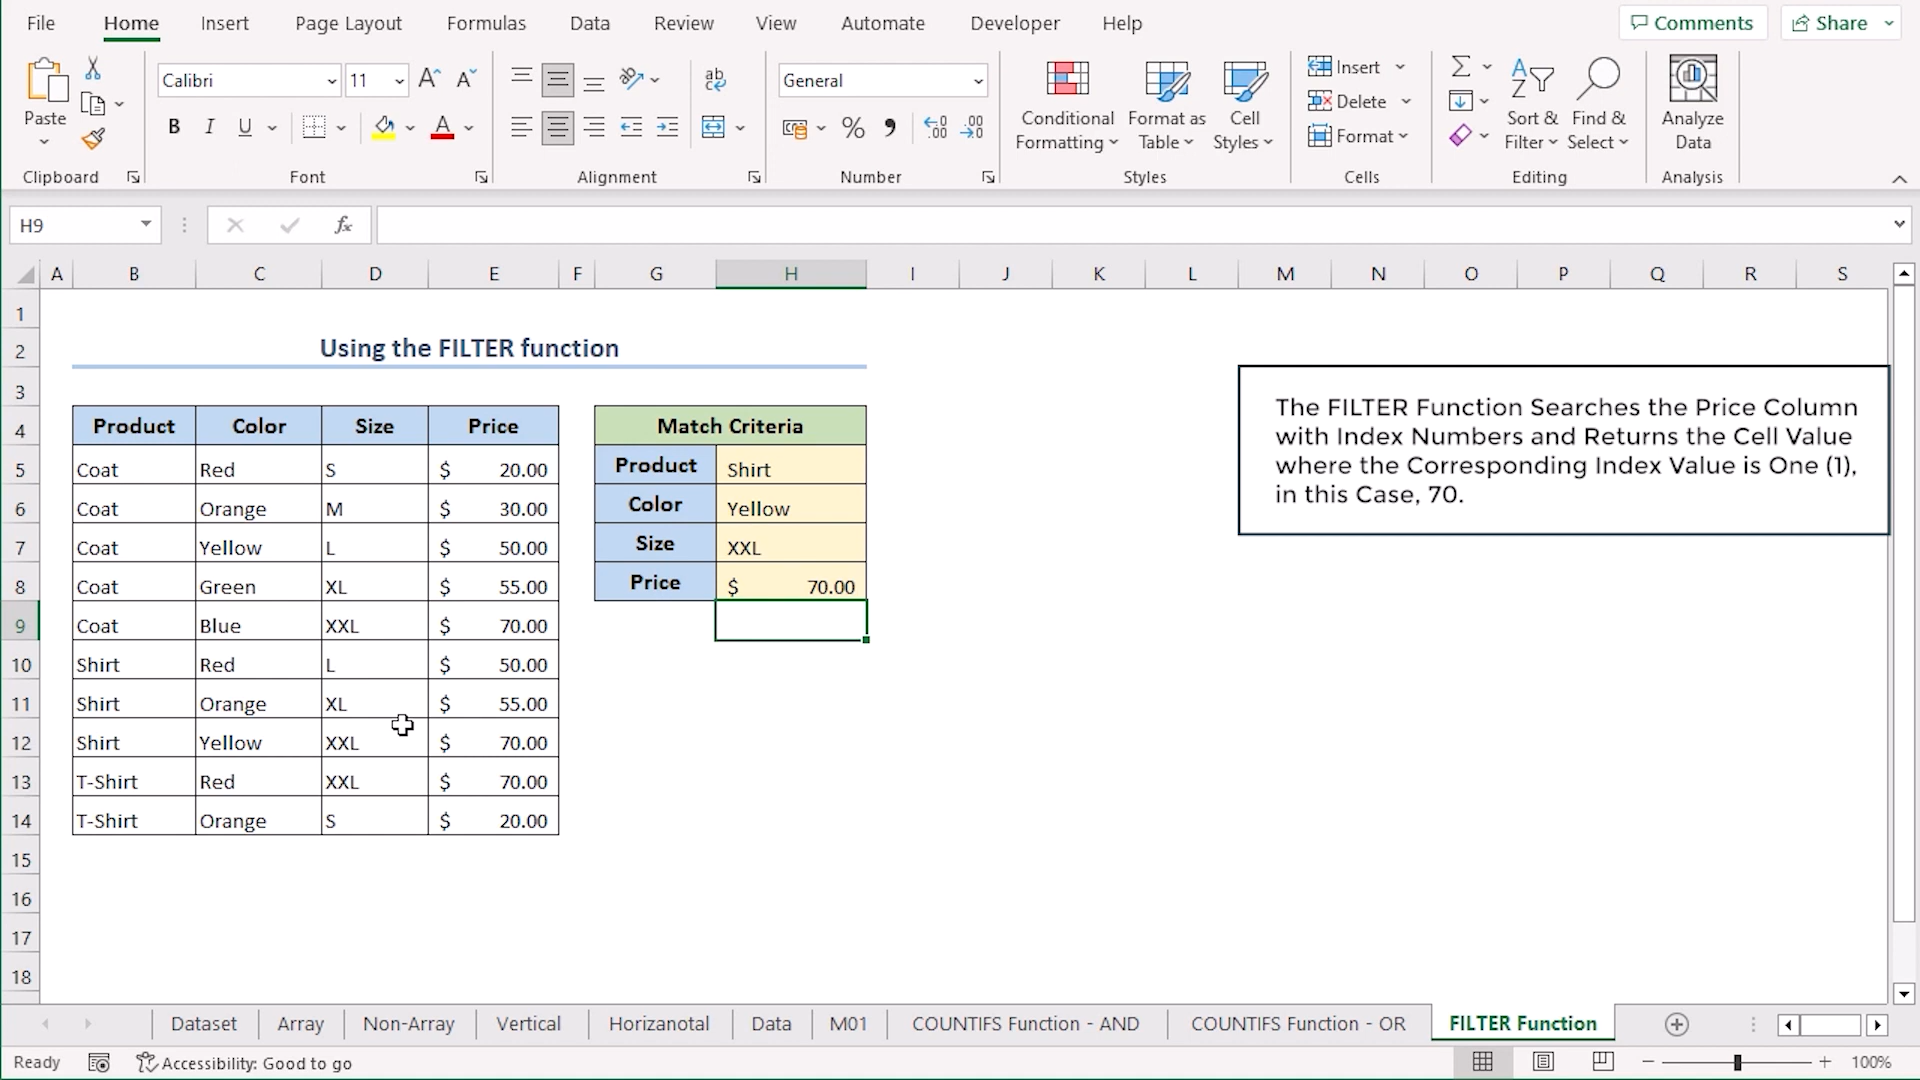 File Home Insert Page Layout Formulas Data Review View Automate Developer Help Comments Share
Paste Calibri 11 General Conditional Formatting Format as Table Cell Styles Insert Delete Format Sort & Filter Find & Select Analyze Data
Clipboard Font Alignment Number Styles Cells Editing Analysis
H9 fx
A B C D E F G H I J K L M N O P Q R S
1
2 Using the FILTER function
3
4 Product Color Size Price Match Criteria
5 Coat Red S $ 20.00 Product Shirt
6 Coat Orange M $ 30.00 Color Yellow
7 Coat Yellow L $ 50.00 Size XXL
8 Coat Green XL $ 55.00 Price $ 70.00
9 Coat Blue XXL $ 70.00
10 Shirt Red L $ 50.00
11 Shirt Orange XL $ 55.00
12 Shirt Yellow XXL $ 70.00
13 T-Shirt Red XXL $ 70.00
14 T-Shirt Orange S $ 20.00
15
16
17
18
The FILTER Function Searches the Price Column
with Index Numbers and Returns the Cell Value
where the Corresponding Index Value is One (1),
in this Case, 70.
Dataset Array Non-Array Vertical Horizanotal Data M01 COUNTIFS Function - AND COUNTIFS Function - OR FILTER Function
Ready Accessibility: Good to go 100%